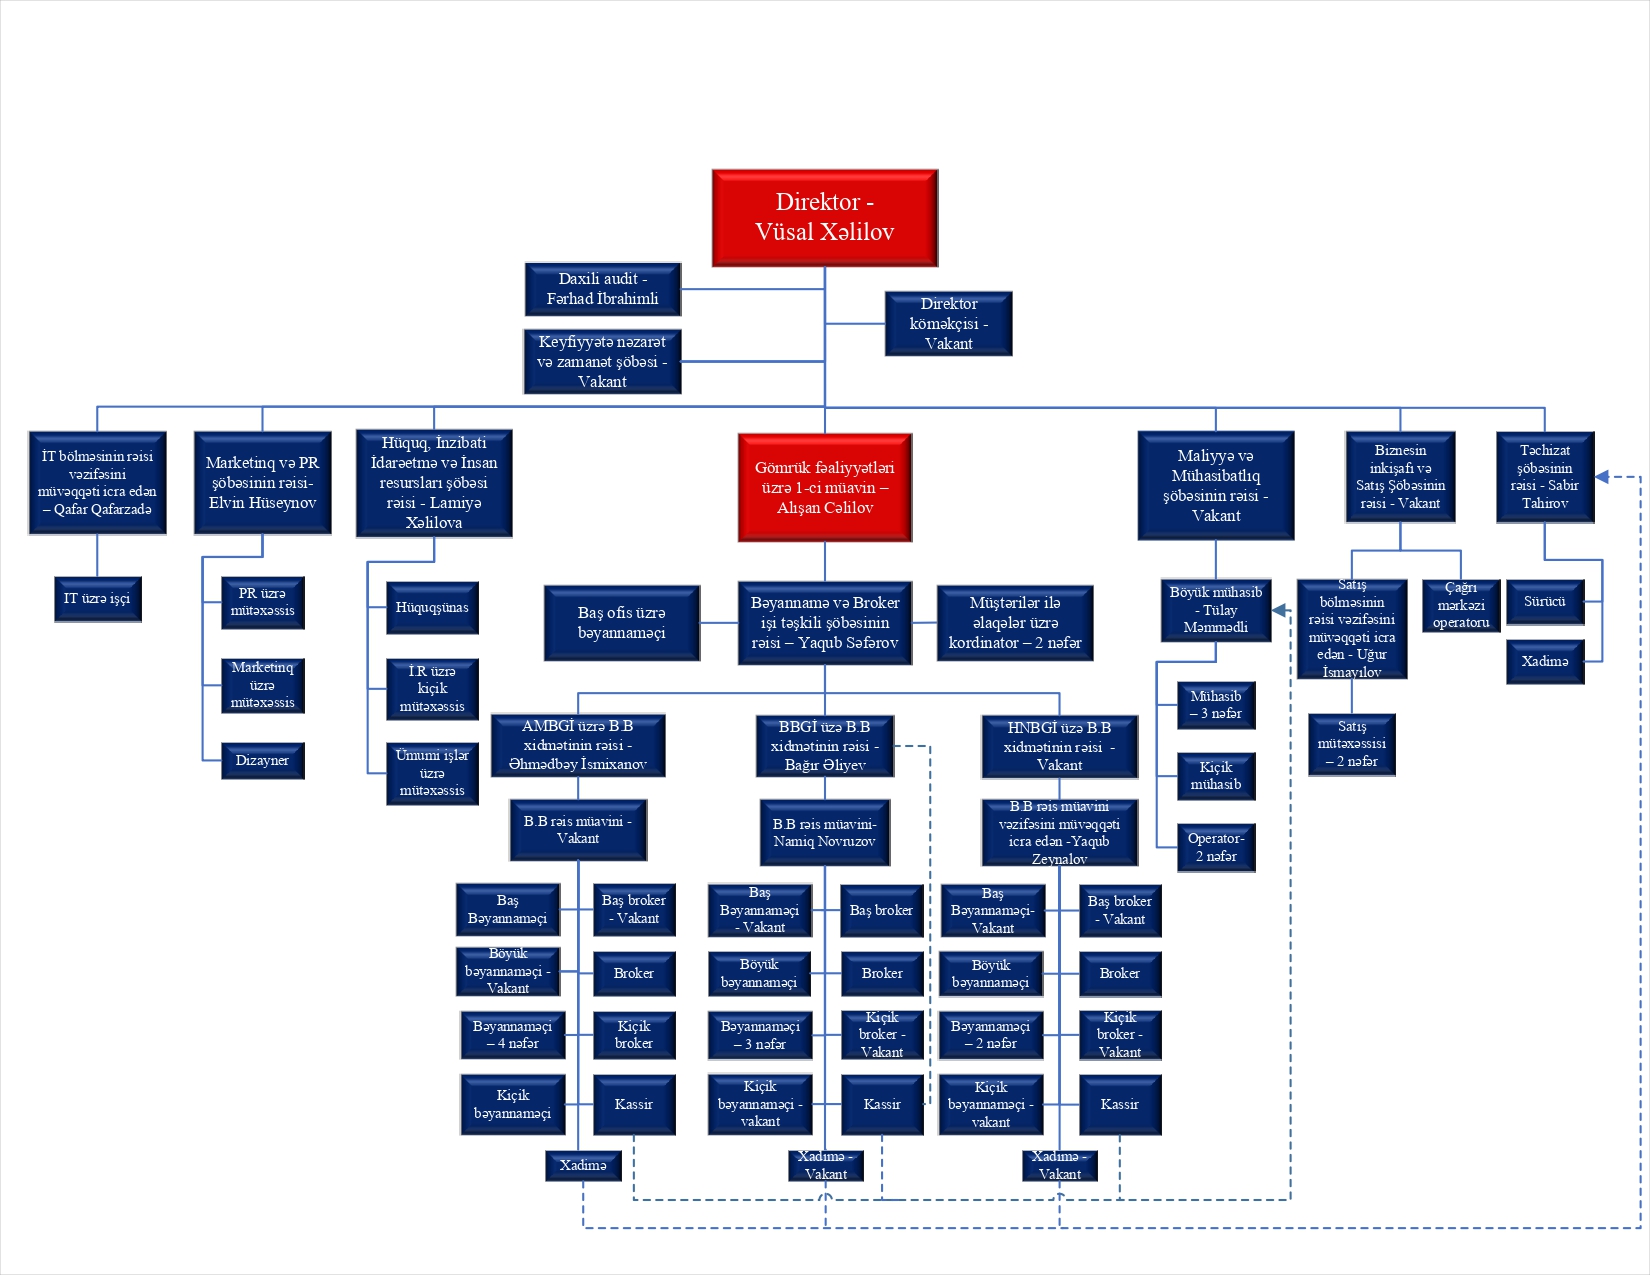 Direktor -
Vüsal Xəlilov
Daxili audit -
Fərhad İbrahimli
Direktor
köməkçisi -
Vakant
Keyfiyyətə nəzarət
və zamanət şöbəsi -
Vakant
İT bölməsinin rəisi
vəzifəsini
müvəqqəti icra edən
– Qafar Qafarzadə
Marketinq və PR
şöbəsinin rəisi-
Elvin Hüseynov
Hüquq, İnzibati
İdarəetmə və İnsan
resursları şöbəsi
rəisi - Lamiyə
Xəlilova
Gömrük fəaliyyətləri
üzrə 1-ci müavin –
Alışan Cəlilov
Maliyyə və
Mühasibatlıq
şöbəsinin rəisi -
Vakant
Biznesin
inkişafı və
Satış Şöbəsinin
rəisi - Vakant
Təchizat
şöbəsinin
rəisi - Sabir
Tahirov
IT üzrə işçi
PR üzrə
mütəxəssis
Marketinq
üzrə
mütəxəssis
Dizayner
Hüquqşünas
İ.R üzrə
kiçik
mütəxəssis
Ümumi işlər
üzrə
mütəxəssis
Baş ofis üzrə
bəyannaməçi
Bəyannamə və Broker
işi təşkili şöbəsinin
rəisi – Yaqub Səfərov
Müştərilər ilə
əlaqələr üzrə
kordinator – 2 nəfər
Böyük mühasib
- Tülay
Məmmədli
Mühasib
– 3 nəfər
Kiçik
mühasib
Operator-
2 nəfər
Satış
bölməsinin
rəisi vəzifəsini
müvəqqəti icra
edən - Uğur
İsmayılov
Çağrı
mərkəzi
operatoru
Satış
mütəxəssisi
– 2 nəfər
Sürücü
Xadimə
AMBGİ üzrə B.B
xidmətinin rəisi -
Əhmədbəy İsmixanov
BBGİ üzə B.B
xidmətinin rəisi -
Bağır Əliyev
HNBGİ üzə B.B
xidmətinin rəisi -
Vakant
B.B rəis müavini -
Vakant
B.B rəis müavini-
Namiq Novruzov
B.B rəis müavini
vəzifəsini müvəqqəti
icra edən -Yaqub
Zeynalov
Baş
Bəyannaməçi
Baş broker
- Vakant
Böyük
bəyannaməçi -
Vakant
Broker
Bəyannaməçi
– 4 nəfər
Kiçik
broker
Kiçik
bəyannaməçi
Kassir
Xadimə
Baş
Bəyannaməçi
- Vakant
Baş broker
Böyük
bəyannaməçi
Broker
Bəyannaməçi
– 3 nəfər
Kiçik
broker -
Vakant
Kiçik
bəyannaməçi -
vakant
Kassir
Xadimə -
Vakant
Baş
Bəyannaməçi-
Vakant
Baş broker
- Vakant
Böyük
bəyannaməçi
Broker
Bəyannaməçi
– 2 nəfər
Kiçik
broker -
Vakant
Kiçik
bəyannaməçi -
vakant
Kassir
Xadimə -
Vakant